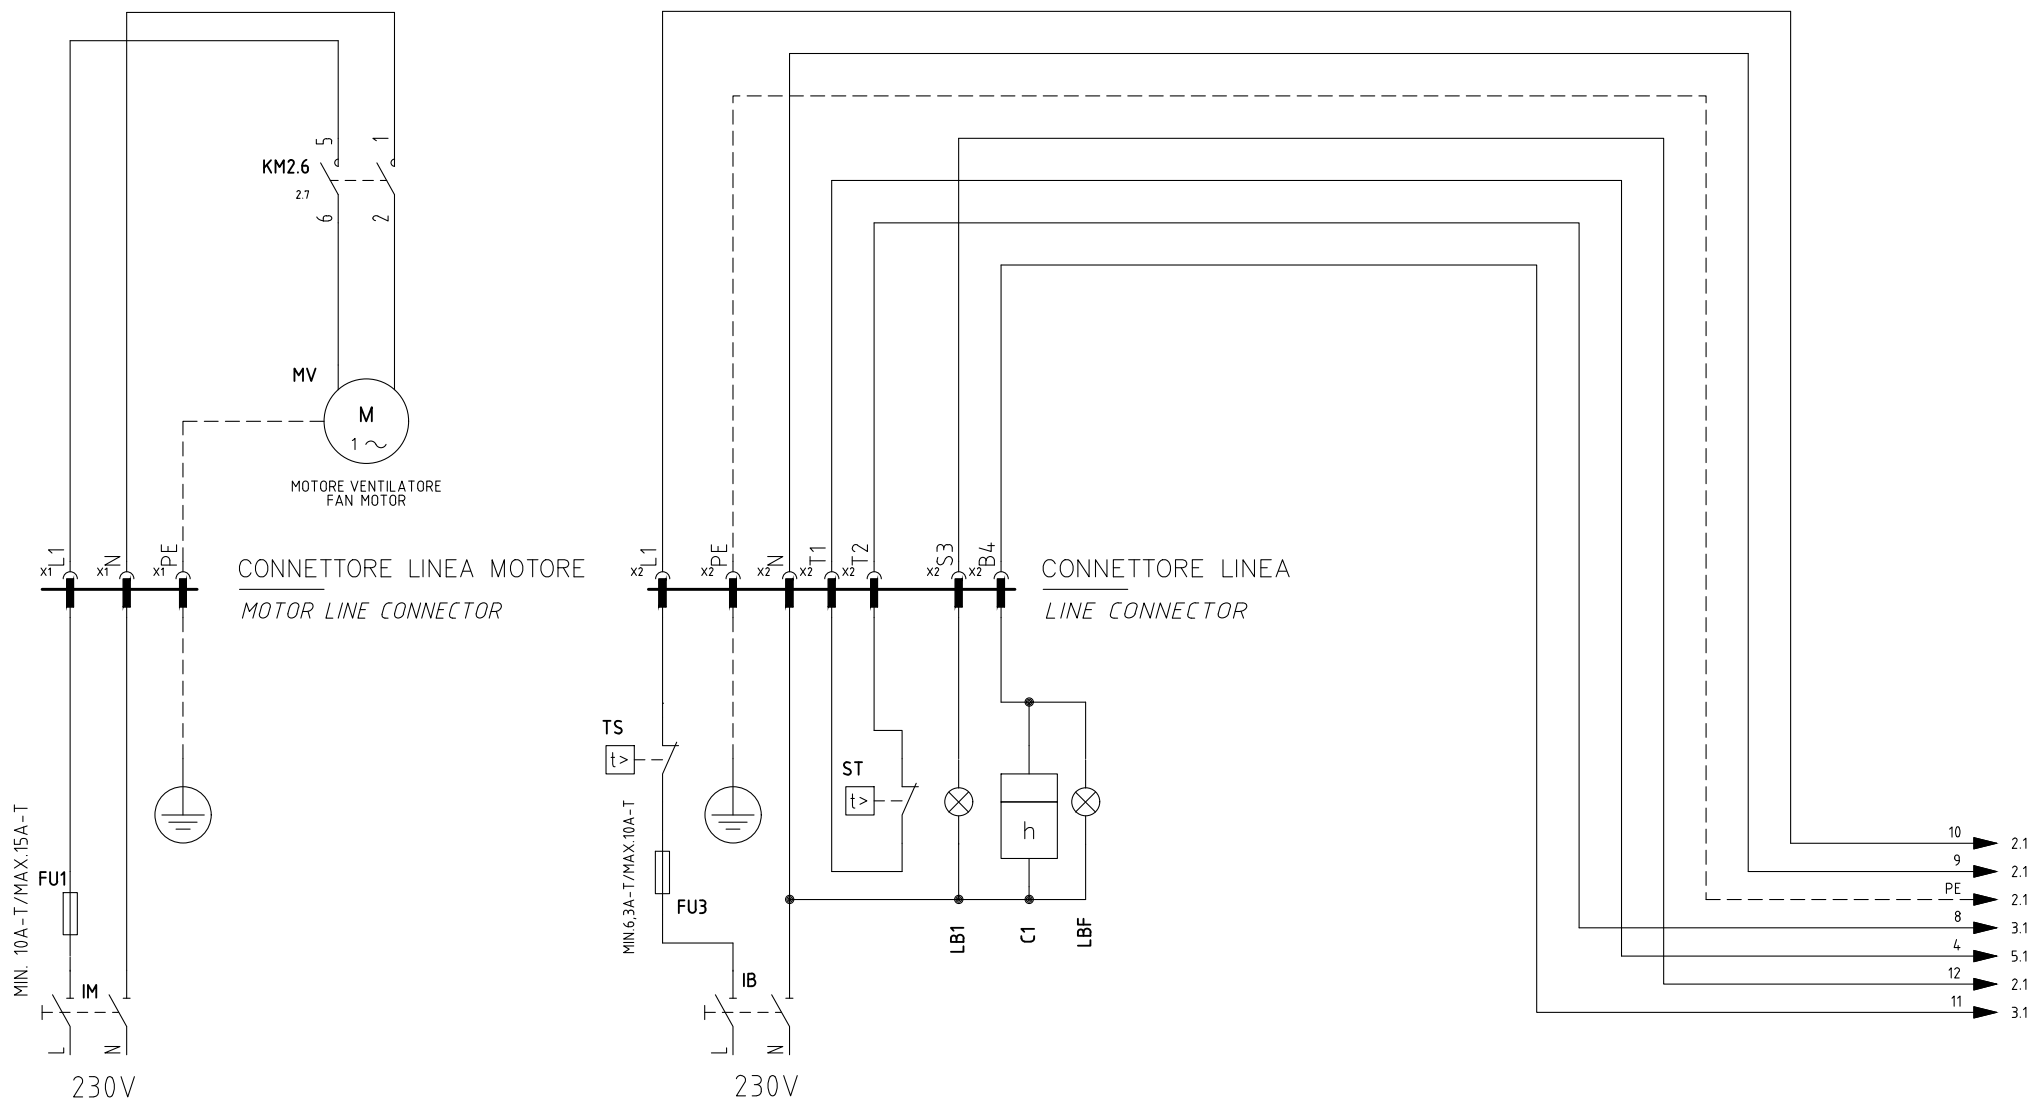 5
1
KM2.6
2.7
6
2
MV
M
1~
MOTORE VENTILATORE
FAN MOTOR
x1 L1
x1 N
x1 PE
CONNETTORE LINEA MOTORE
MOTOR LINE CONNECTOR
x2 L1
x2 PE
x2 N
x2 T1
x2 T2
x2 S3
x2 B4
CONNETTORE LINEA
LINE CONNECTOR
TS
t>
ST
t>
h
MIN. 10A-T/MAX.15A-T
FU1
MIN.6,3A-T/MAX.10A-T
FU3
LB1
C1
LBF
IM
IB
L
N
230V
L
N
230V
10 2.1
9 2.1
PE 2.1
8 3.1
4 5.1
12 2.1
11 3.1